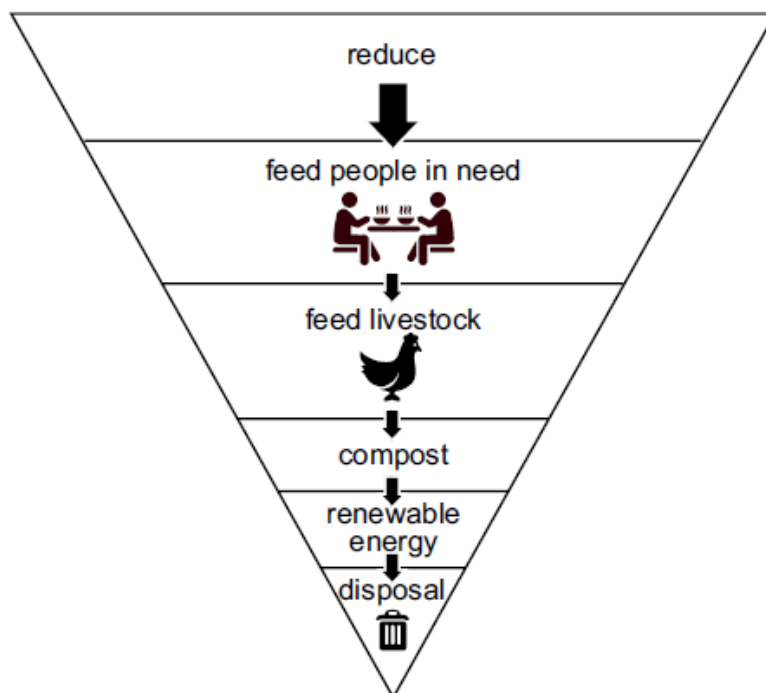 reduce
feed people in need
feed livestock
compost
renewable
energy
disposal